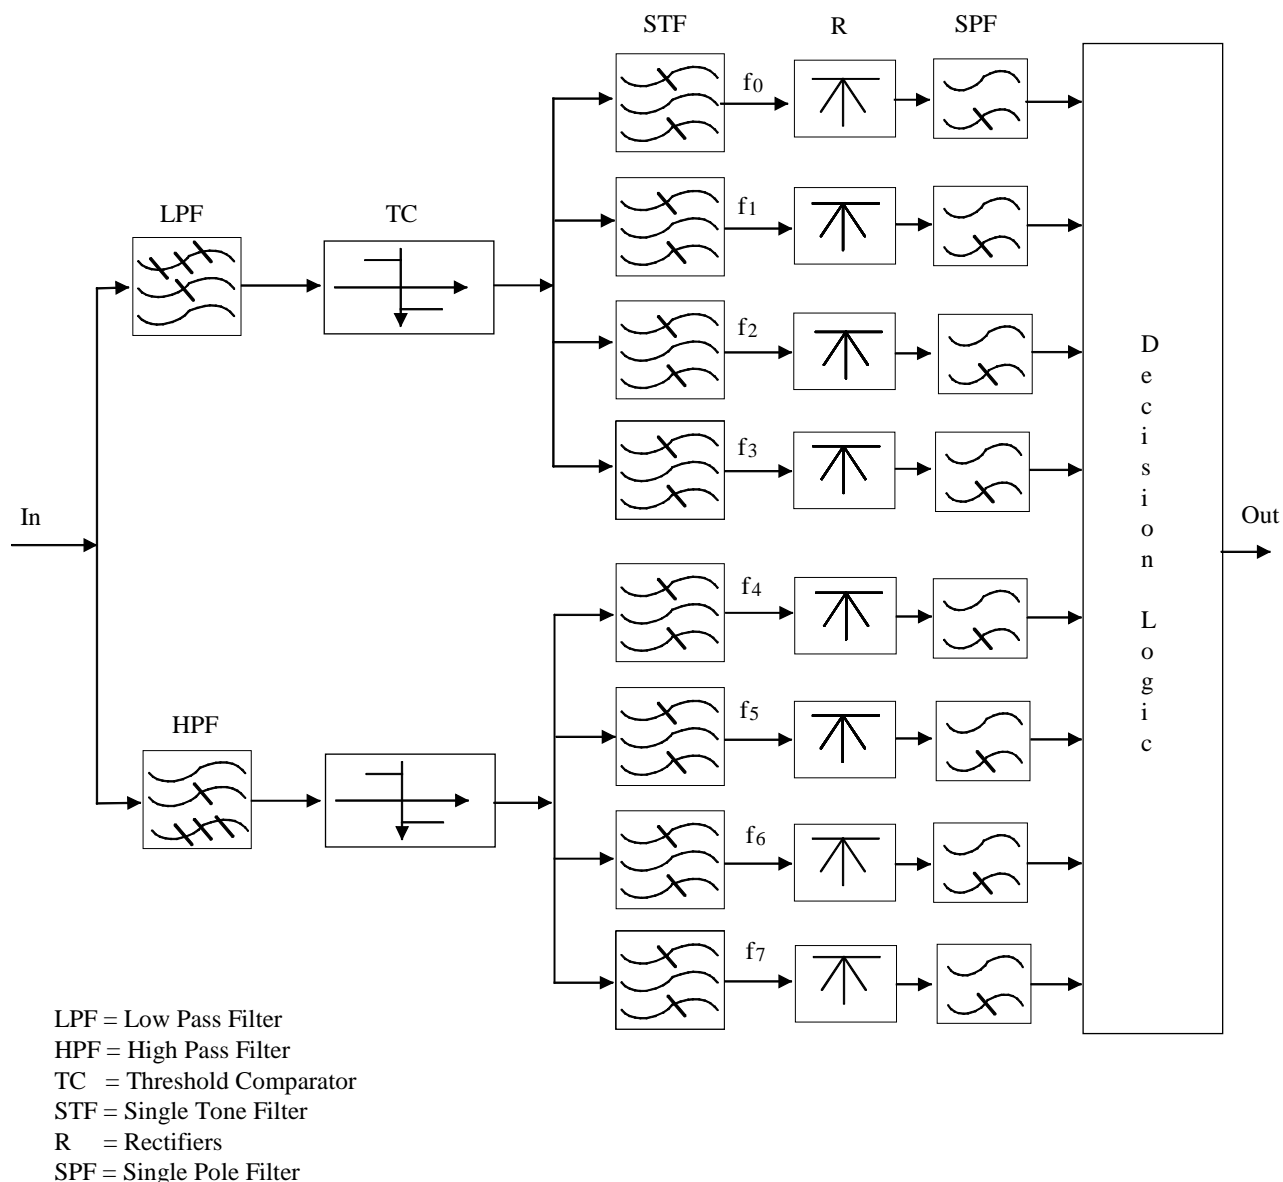 STF R SPF
f0
LPF TC
f1
f2
f3
In
Out
f4
HPF
f5
f6
f7
Decision Logic
LPF = Low Pass Filter
HPF = High Pass Filter
TC = Threshold Comparator
STF = Single Tone Filter
R = Rectifiers
SPF = Single Pole Filter